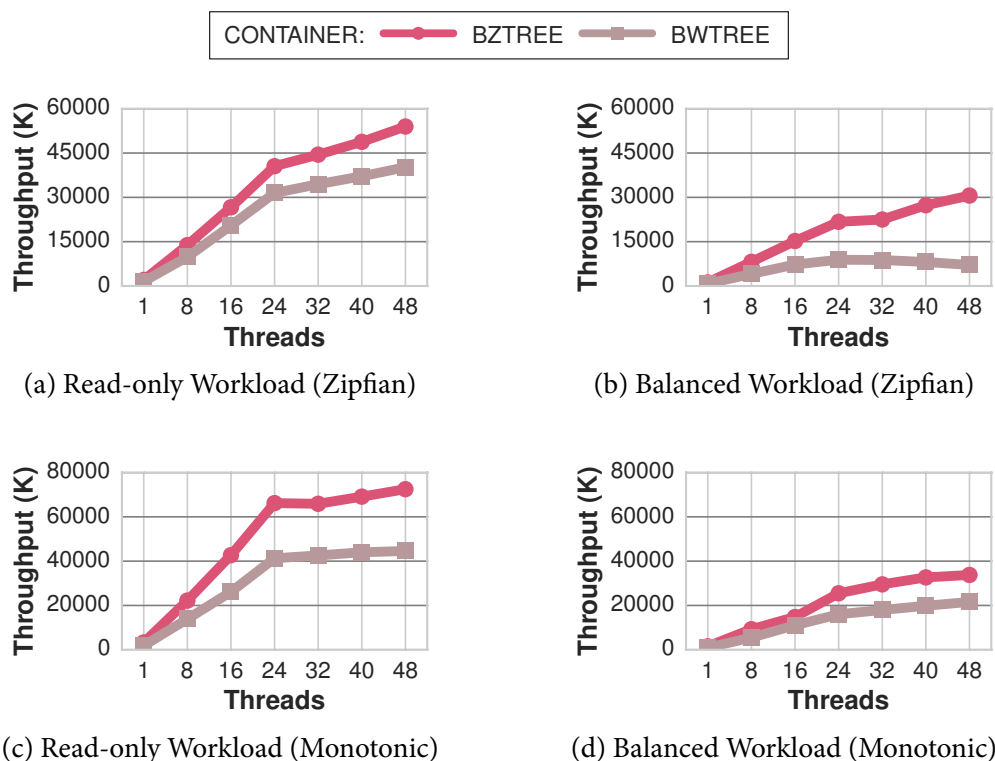 CONTAINER: BZTREE BWTREE
Throughput (K)
60000
45000
30000
15000
0
1 8 16 24 32 40 48
Threads
(a) Read-only Workload (Zipfian)
Throughput (K)
60000
45000
30000
15000
0
1 8 16 24 32 40 48
Threads
(b) Balanced Workload (Zipfian)
Throughput (K)
80000
60000
40000
20000
0
1 8 16 24 32 40 48
Threads
(c) Read-only Workload (Monotonic)
Throughput (K)
80000
60000
40000
20000
0
1 8 16 24 32 40 48
Threads
(d) Balanced Workload (Monotonic)